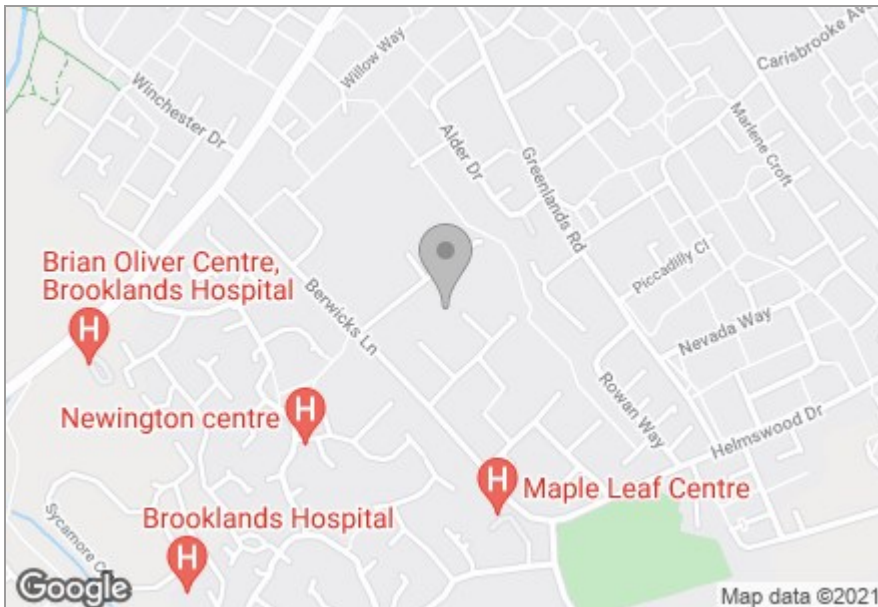 Carisbrooke Av
Willow Way
Winchester Dr
Marlene Croft
Alder Dr
Greenlands Rd
Brian Oliver Centre,
Brooklands Hospital
H
Piccadilly Cl
Berwicks Ln
Nevada Way
Rowan Way
Newington centre
H
Helmswood Dr
H
Maple Leaf Centre
Sycamore C
Brooklands Hospital
H
Google
Map data ©2021